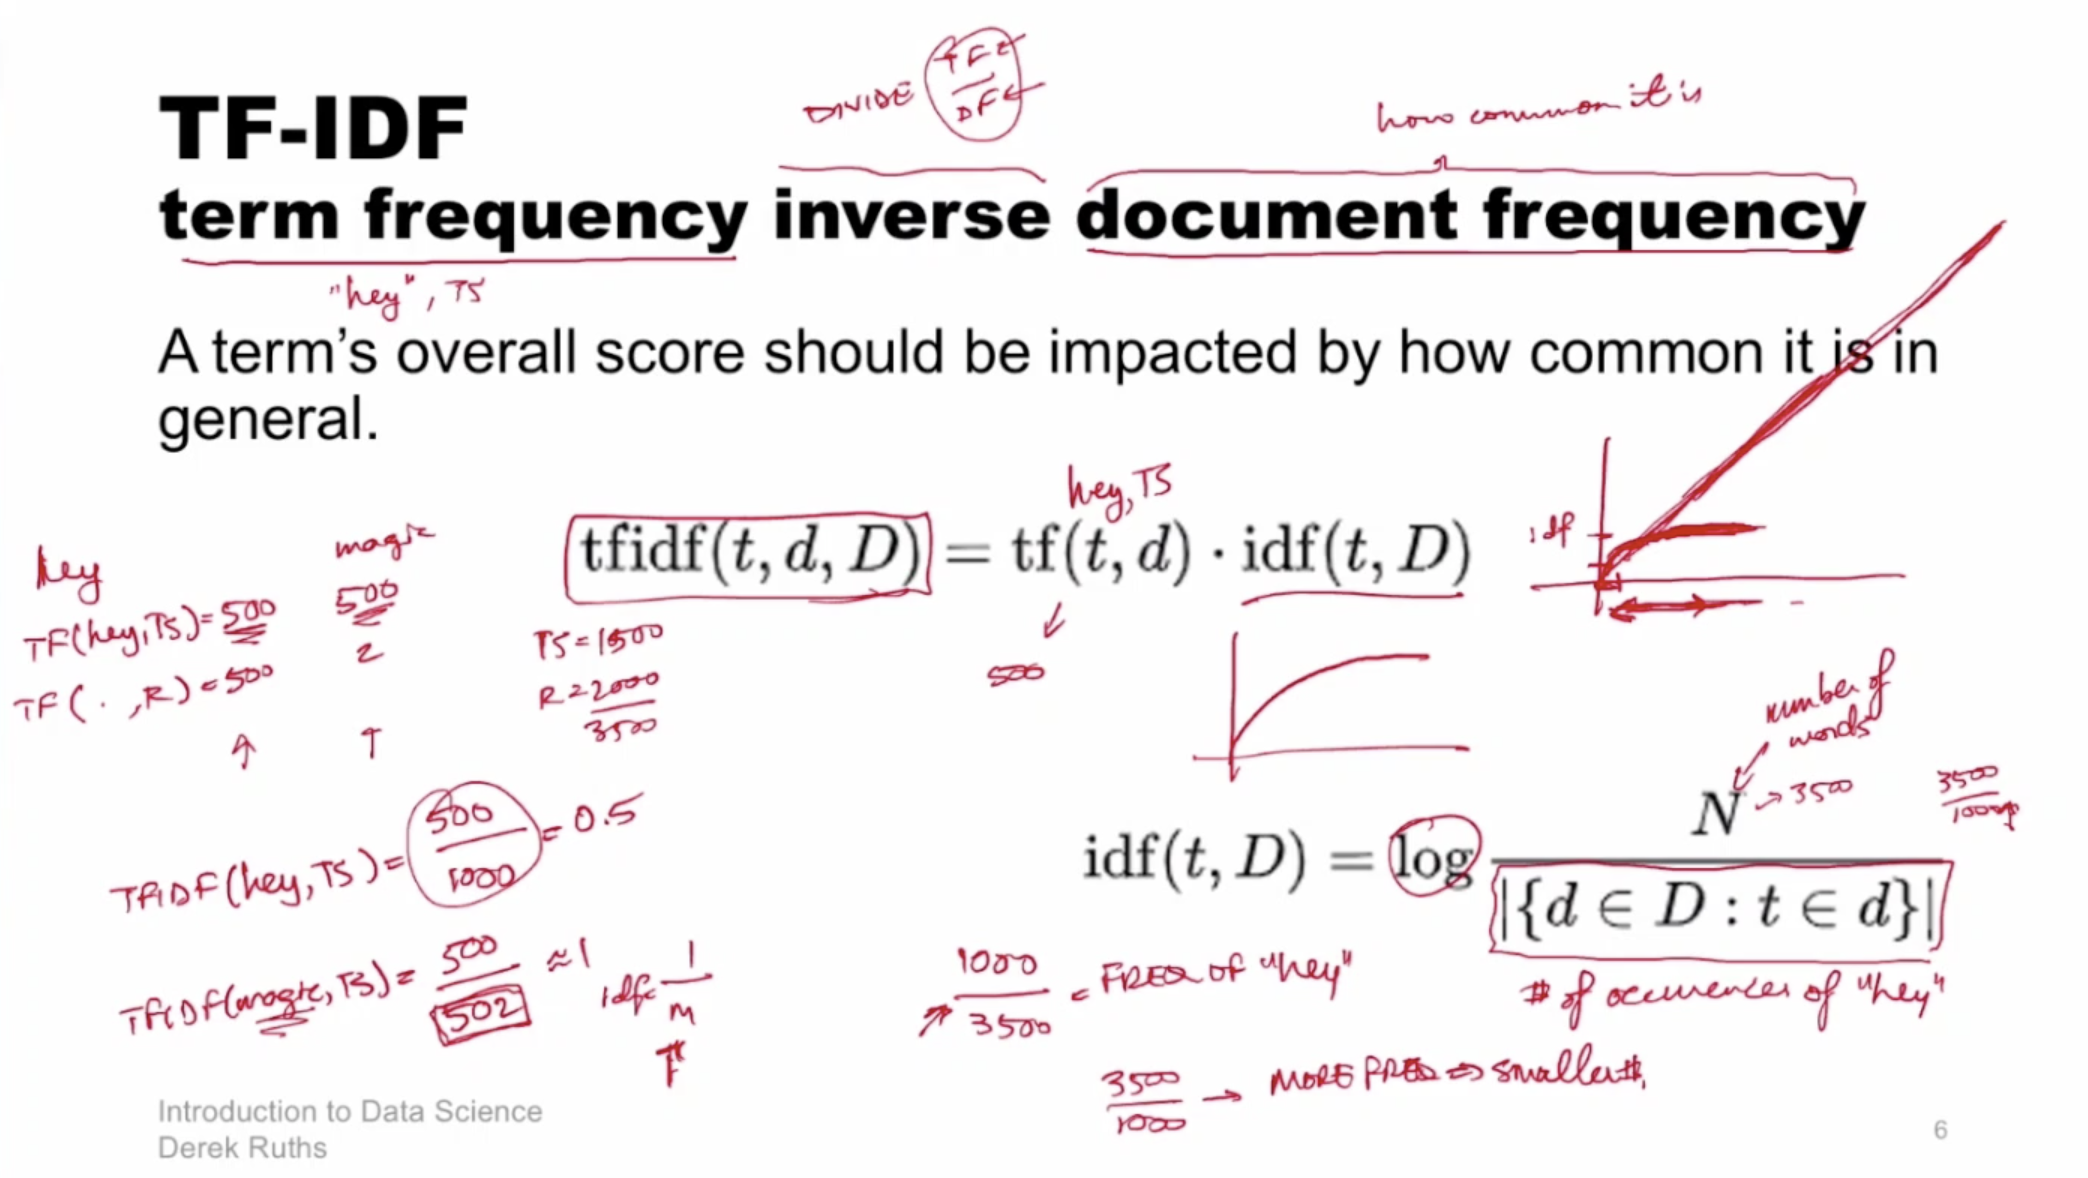 DIVIDE TF
DF
how common it is
TF-IDF
term frequency inverse document frequency
"hey", TS
A term's overall score should be impacted by how common it is in
general.
hey, TS
tfidf(t, d, D) = tf(t, d) · idf(t, D)
idf
hey
magic
TF(hey, TS) = 500
500
TF( · , R) = 500
2
TS = 1500
R = 2000
3500
500
number of
words
N → 3500
3500
idf(t, D) = log
|{d ∈ D : t ∈ d}|
# of occurences of "hey"
TFIDF(hey, TS) = 500 = 0.5
1000
TFIDF(magic, TS) = 500 ≈ 1
502
idf = 1
m
1000 = FREQ OF "hey"
3500
3500 → MORE FREQ => smaller #.
1000
Introduction to Data Science
Derek Ruths
6